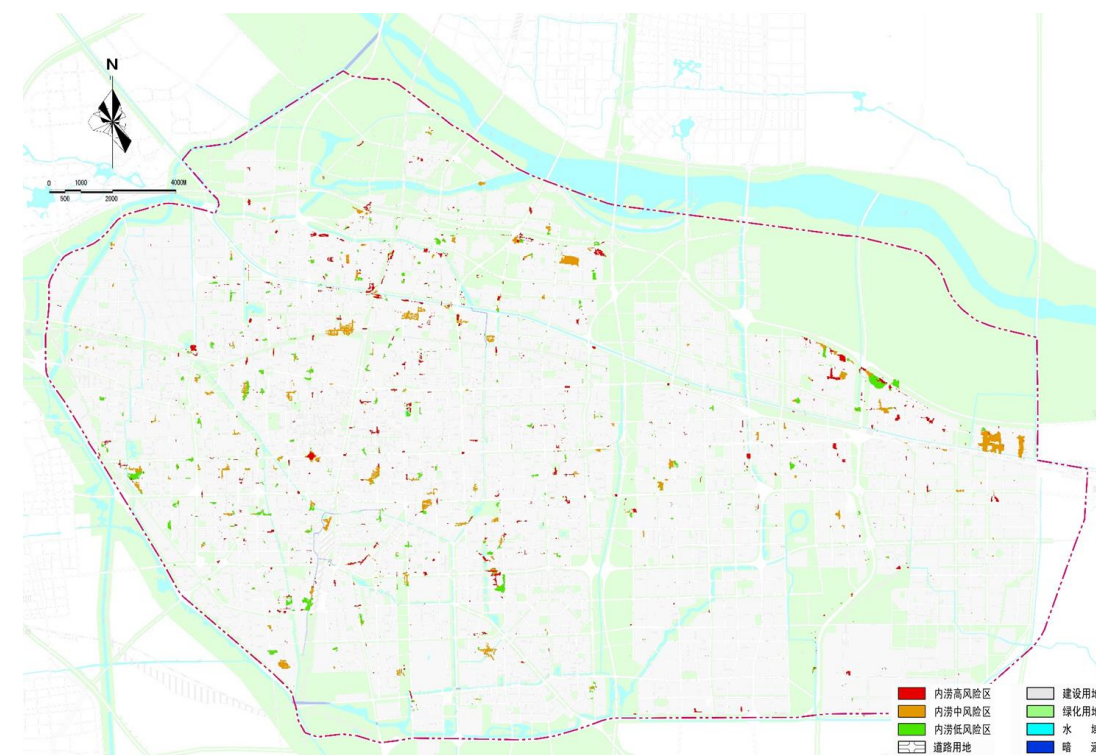 N
0 1000 4000M
500 2000
内涝高风险区 建设用地
内涝中风险区 绿化用地
内涝低风险区 水
道路用地 暗